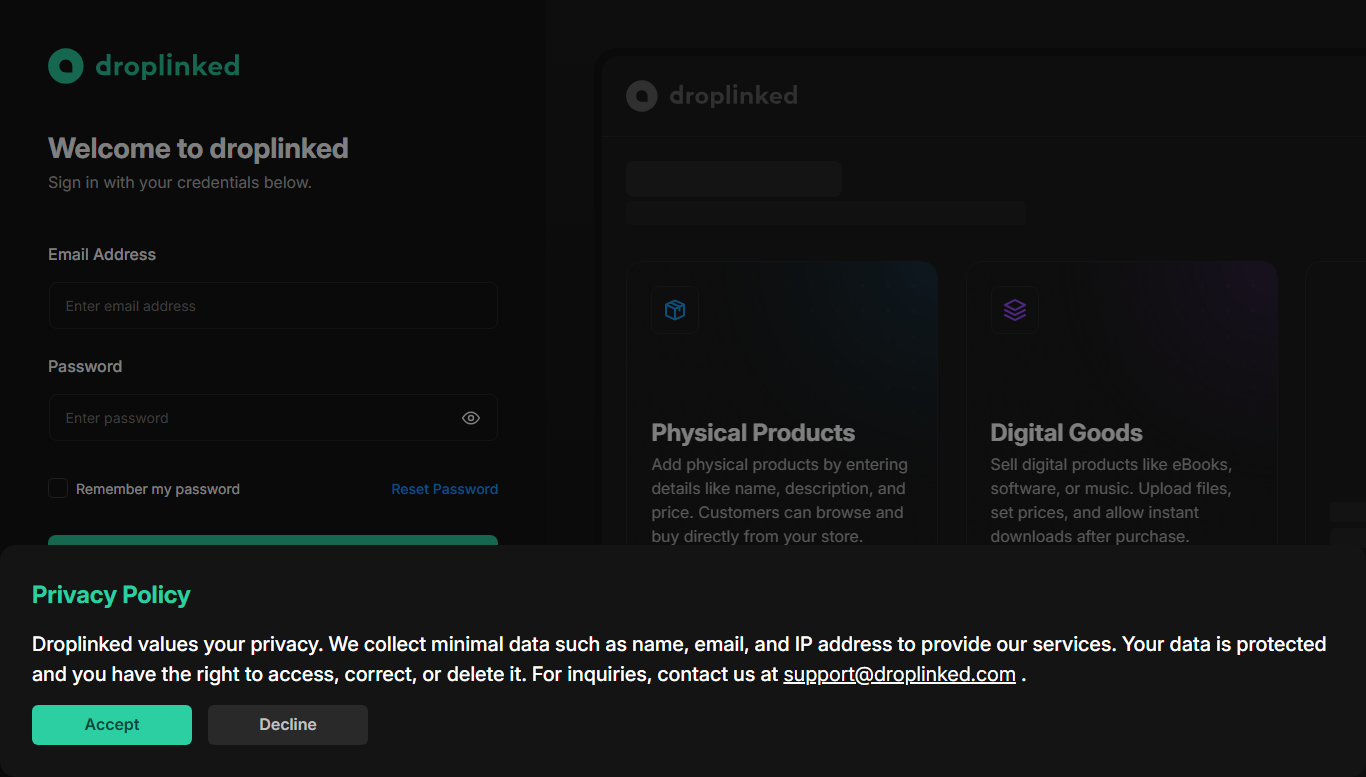 droplinked
Welcome to droplinked
Sign in with your credentials below.
Email Address
Enter email address
Password
Enter password
Remember my password
Reset Password
droplinked
Physical Products
Add physical products by entering
details like name, description, and
price. Customers can browse and
buy directly from your store.
Digital Goods
Sell digital products like eBooks,
software, or music. Upload files,
set prices, and allow instant
downloads after purchase.
Privacy Policy
Droplinked values your privacy. We collect minimal data such as name, email, and IP address to provide our services. Your data is protected
and you have the right to access, correct, or delete it. For inquiries, contact us at support@droplinked.com .
Accept
Decline